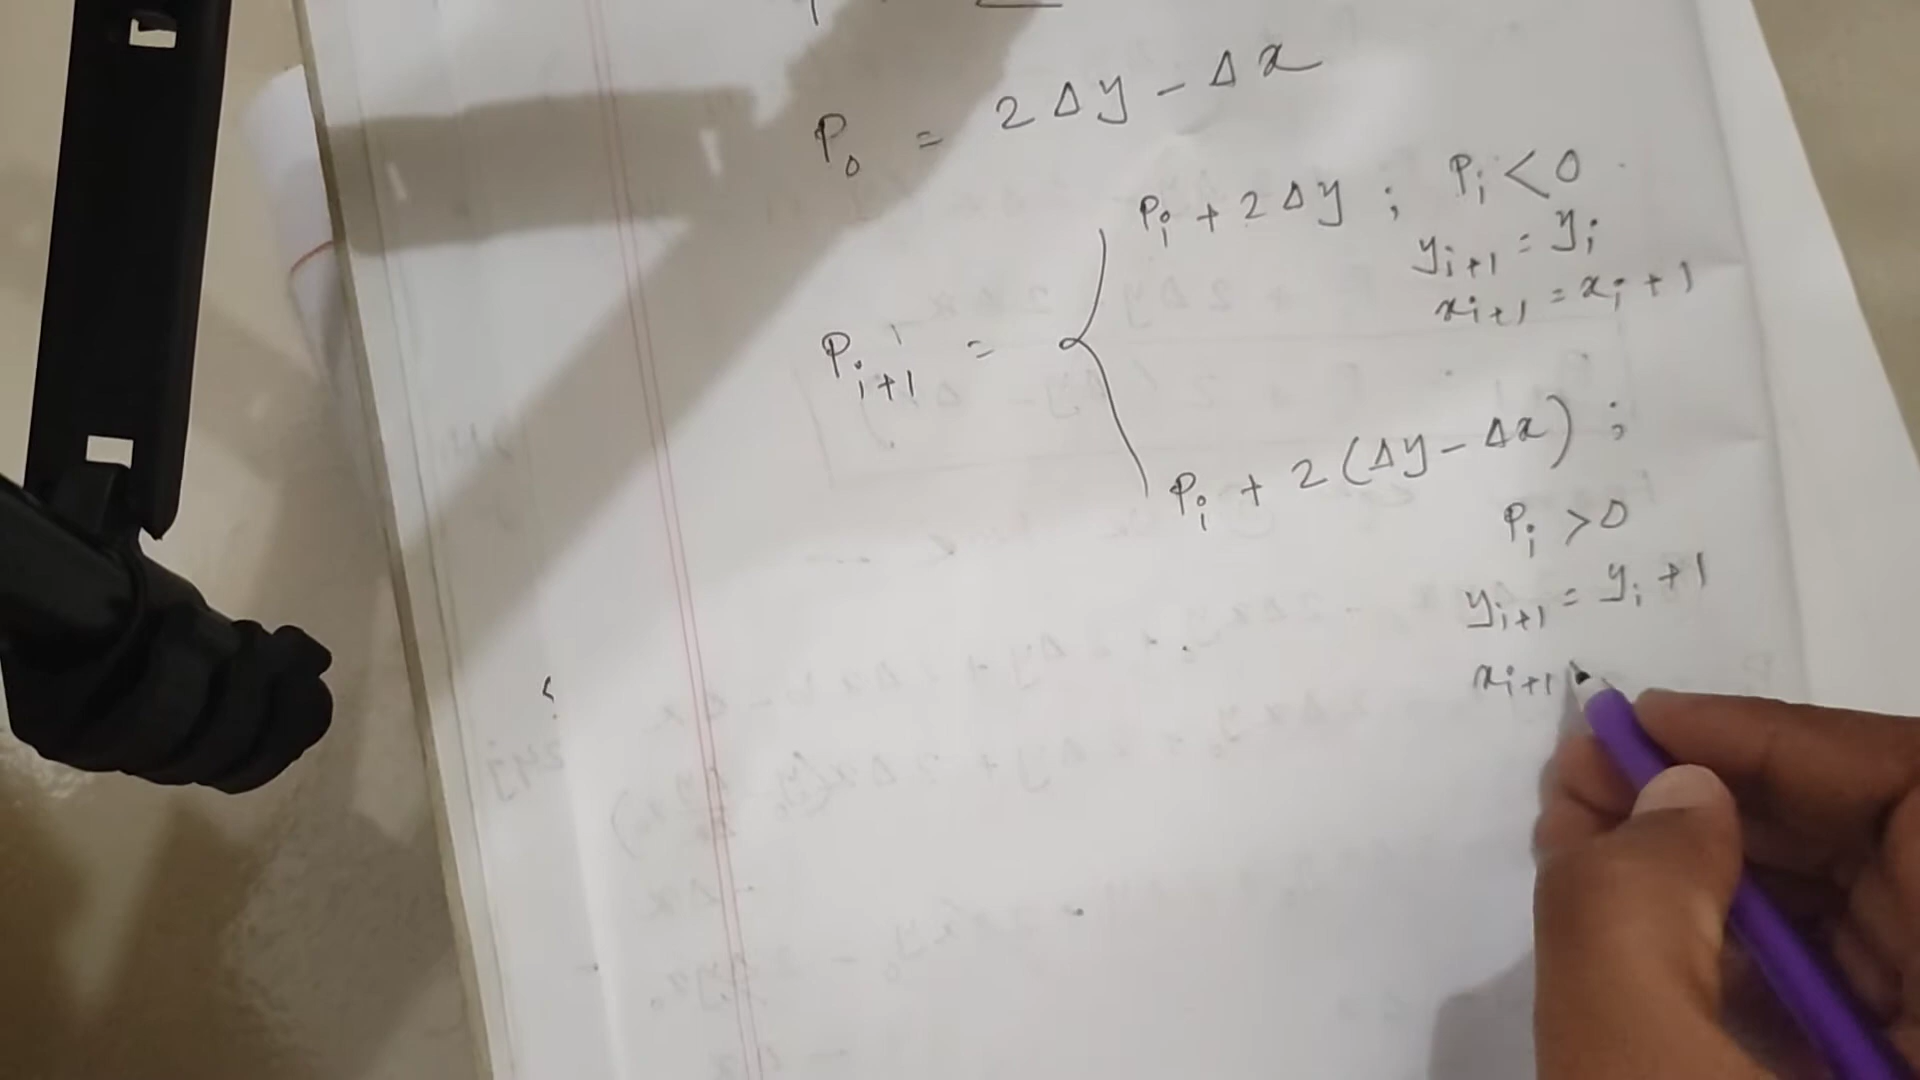 P₀ = 2Δy - Δx
Pᵢ + 2Δy ; Pᵢ < 0
yᵢ₊₁ = yᵢ
xᵢ₊₁ = xᵢ + 1
Pᵢ₊₁ =
Pᵢ + 2(Δy - Δx) ;
Pᵢ > 0
yᵢ₊₁ = yᵢ + 1
xᵢ₊₁